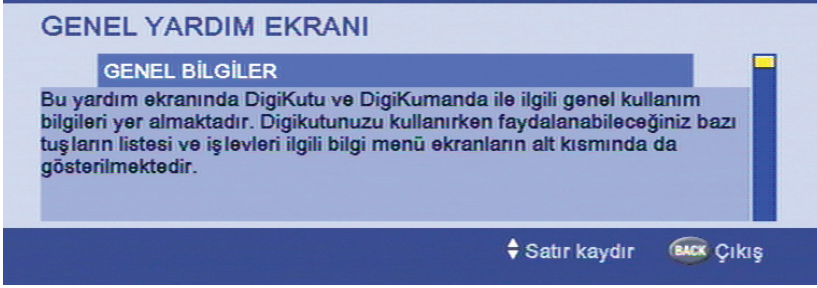 GENEL YARDIM EKRANI
GENEL BİLGİLER
Bu yardım ekranında DigiKutu ve DigiKumanda ile ilgili genel kullanım
bilgileri yer almaktadır. Digikutunuzu kullanırken faydalanabileceğiniz bazı
tuşların listesi ve işlevleri ilgili bilgi menü ekranların alt kısmında da
gösterilmektedir.
Satır kaydır BACK Çıkış